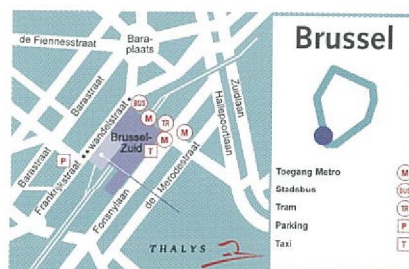 de Fiennesstraat
Bara-
plaats
Barastraat
wandelstraat
BUS
M
TR
M
M
T
Brussel-
Zuid
Zuidlaan
Hallepoortlaan
Barastraat
P
Frankrijkstraat
Fonsnylaan
de Merodestraat
THALYS
Brussel
Toegang Metro M
Stadsbus BUS
Tram TR
Parking P
Taxi T